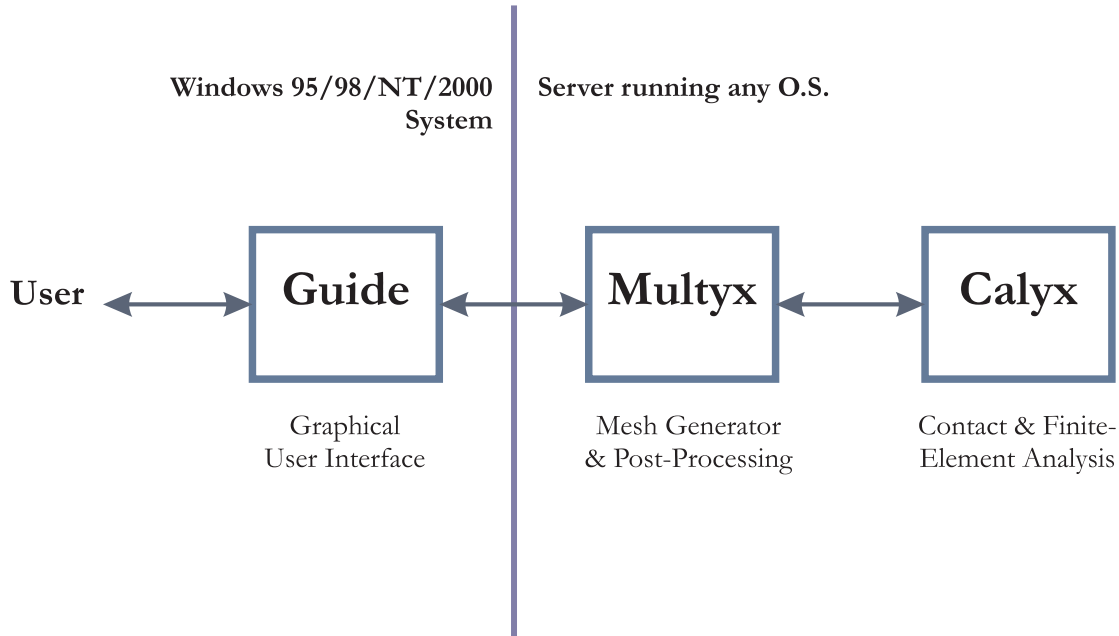 Windows 95/98/NT/2000
System
Server running any O.S.
User
Guide
Multyx
Calyx
Graphical
User Interface
Mesh Generator
& Post-Processing
Contact & Finite-
Element Analysis